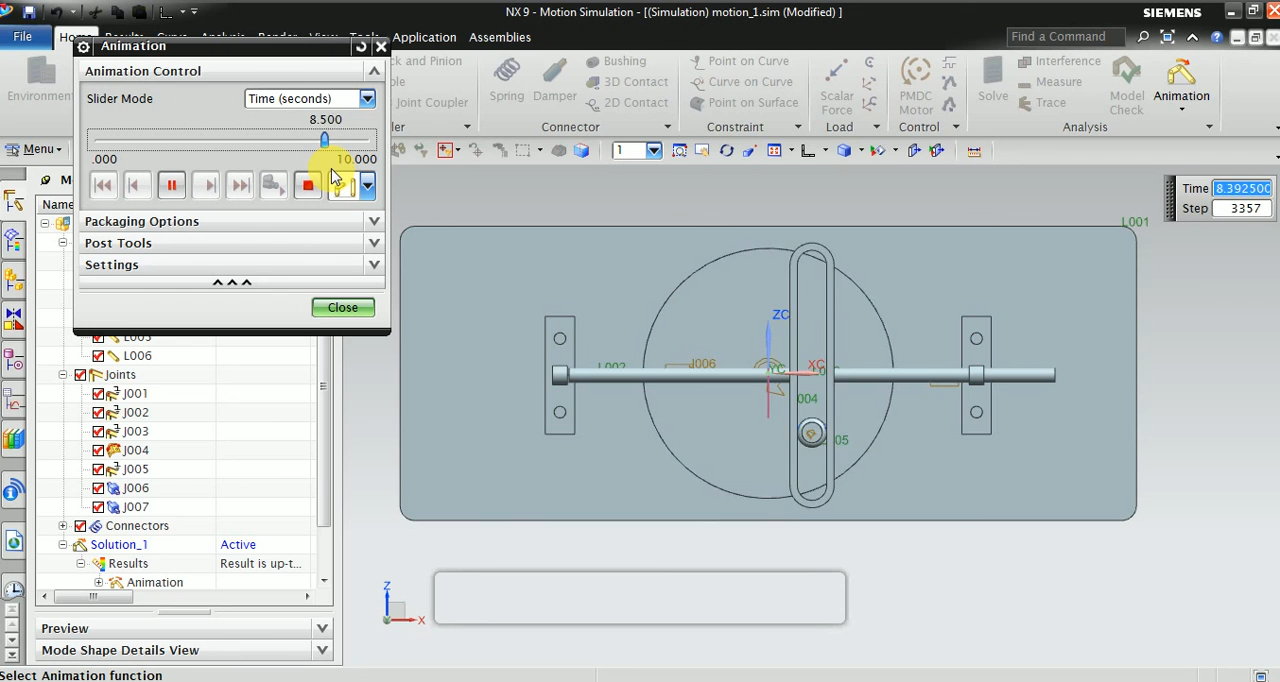 NX 9 - Motion Simulation - [(Simulation) motion_1.sim (Modified) ]
SIEMENS
File
Application
Assemblies
Find a Command
Animation
ck and Pinion
Joint Coupler
Spring
Damper
Bushing
3D Contact
2D Contact
Connector
Point on Curve
Curve on Curve
Point on Surface
Constraint
Scalar
Force
Load
PMDC
Motor
Control
Interference
Measure
Trace
Solve
Model
Check
Animation
Analysis
Environment
Menu
1
Animation Control
Slider Mode
Time (seconds)
8.500
.000
10.000
Packaging Options
Post Tools
Settings
Close
Time 8.392500
Step 3357
L006
Joints
J001
J002
J003
J004
J005
J006
J007
Connectors
Solution_1
Active
Results
Result is up-t...
Animation
Preview
Mode Shape Details View
Select Animation function
L001
L002
J006
ZC
XC
YC
004
05
Z
X